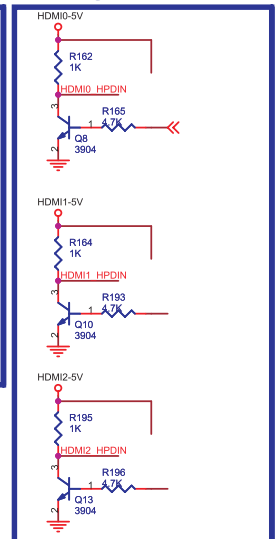 HDMI0-5V
R162
1K
HDMI0_HPDIN
3
R165
1
4.7K
Q8
3904
2
HDMI1-5V
R164
1K
HDMI1_HPDIN
3
R193
1
4.7K
Q10
3904
2
HDMI2-5V
R195
1K
HDMI2_HPDIN
3
R196
1
4.7K
Q13
3904
2